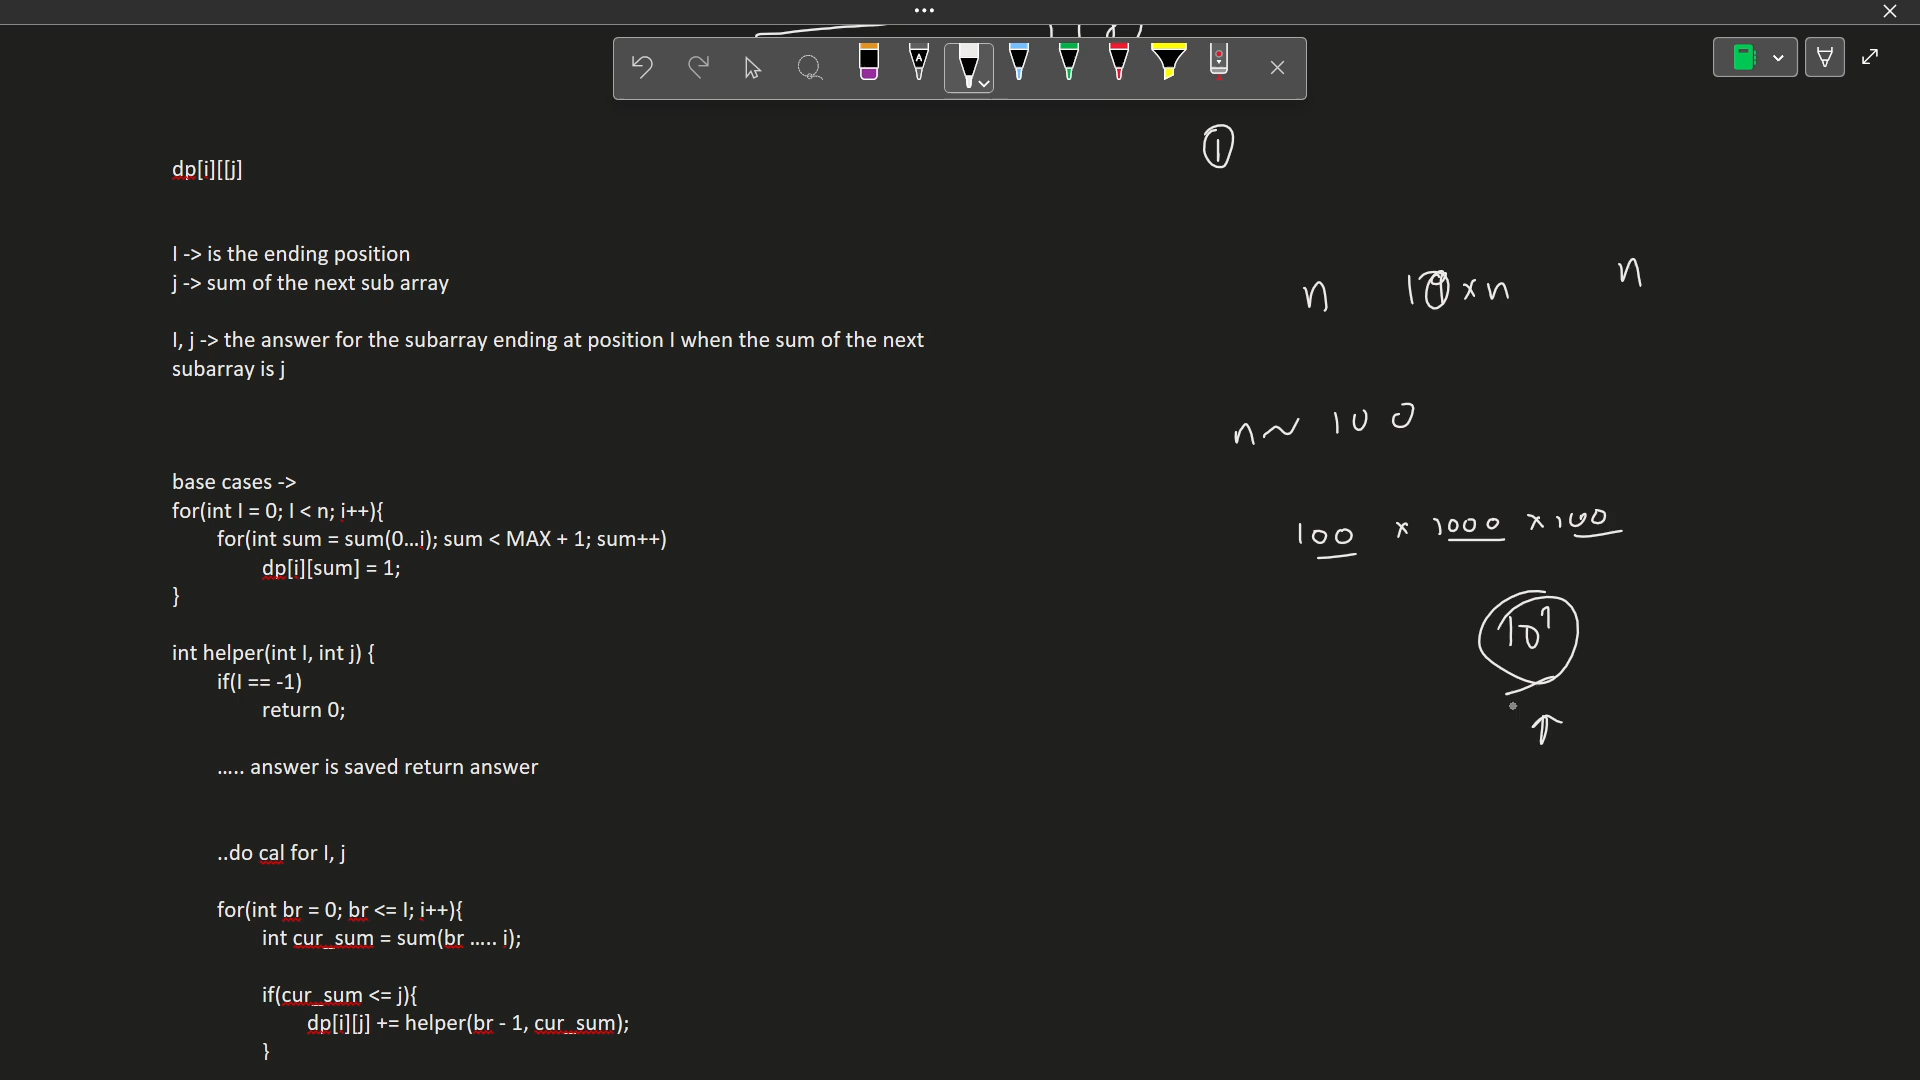 ①
dp[i][[j]
I -> is the ending position
j -> sum of the next sub array
n 10xn n
I, j -> the answer for the subarray ending at position I when the sum of the next
subarray is j
n ~ 100
base cases ->
for(int I = 0; I < n; i++){
for(int sum = sum(0...i); sum < MAX + 1; sum++)
100 x 1000 x 100
dp[i][sum] = 1;
}
10⁷
int helper(int I, int j) {
if(I == -1)
return 0;
..... answer is saved return answer
..do cal for I, j
for(int br = 0; br <= I; i++){
int cur_sum = sum(br ..... i);
if(cur_sum <= j){
dp[i][j] += helper(br - 1, cur_sum);
}